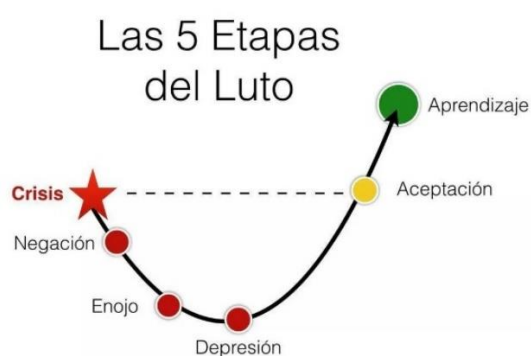 Las 5 Etapas
del Luto
Aprendizaje
Crisis
Aceptación
Negación
Enojo
Depresión